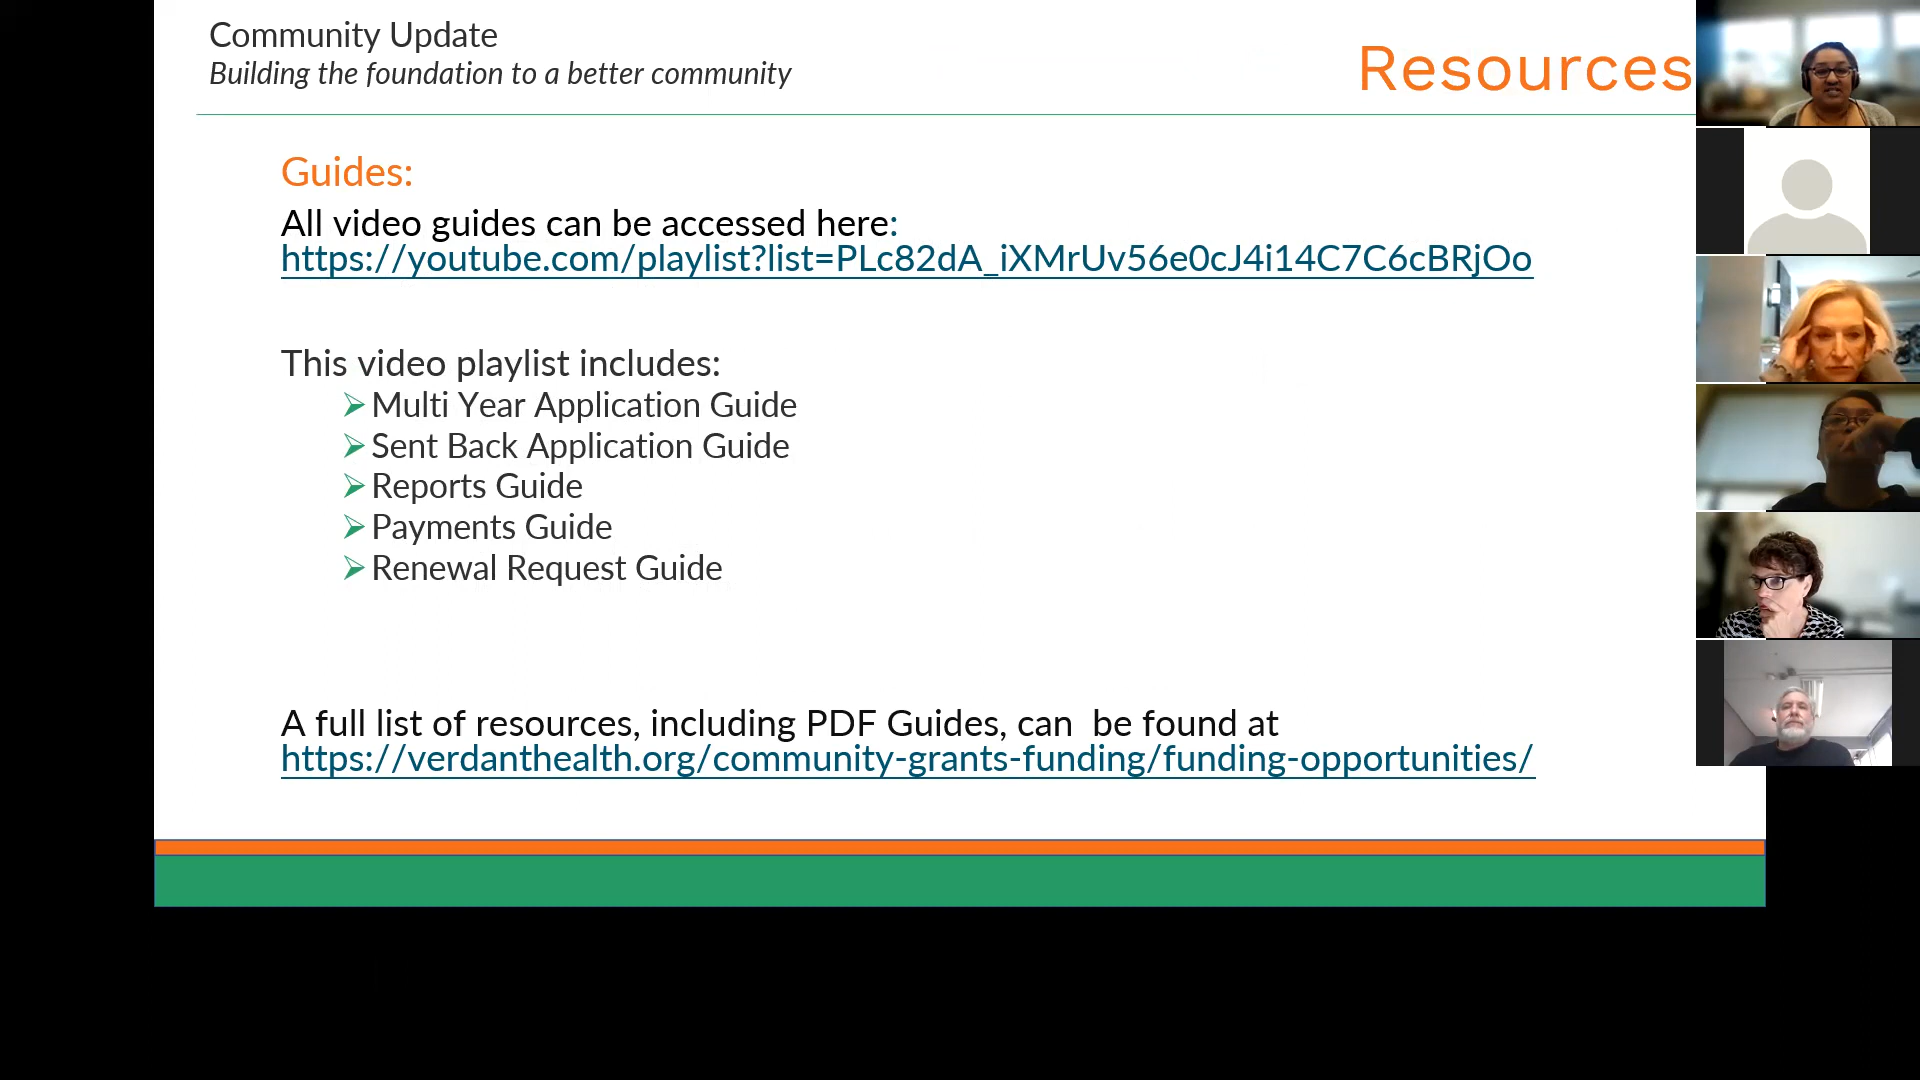 Community Update
Building the foundation to a better community
Resources
Guides:
All video guides can be accessed here:
https://youtube.com/playlist?list=PLc82dA_iXMrUv56e0cJ4i14C7C6cBRjOo
This video playlist includes:
Multi Year Application Guide
Sent Back Application Guide
Reports Guide
Payments Guide
Renewal Request Guide
A full list of resources, including PDF Guides, can  be found at
https://verdanthealth.org/community-grants-funding/funding-opportunities/